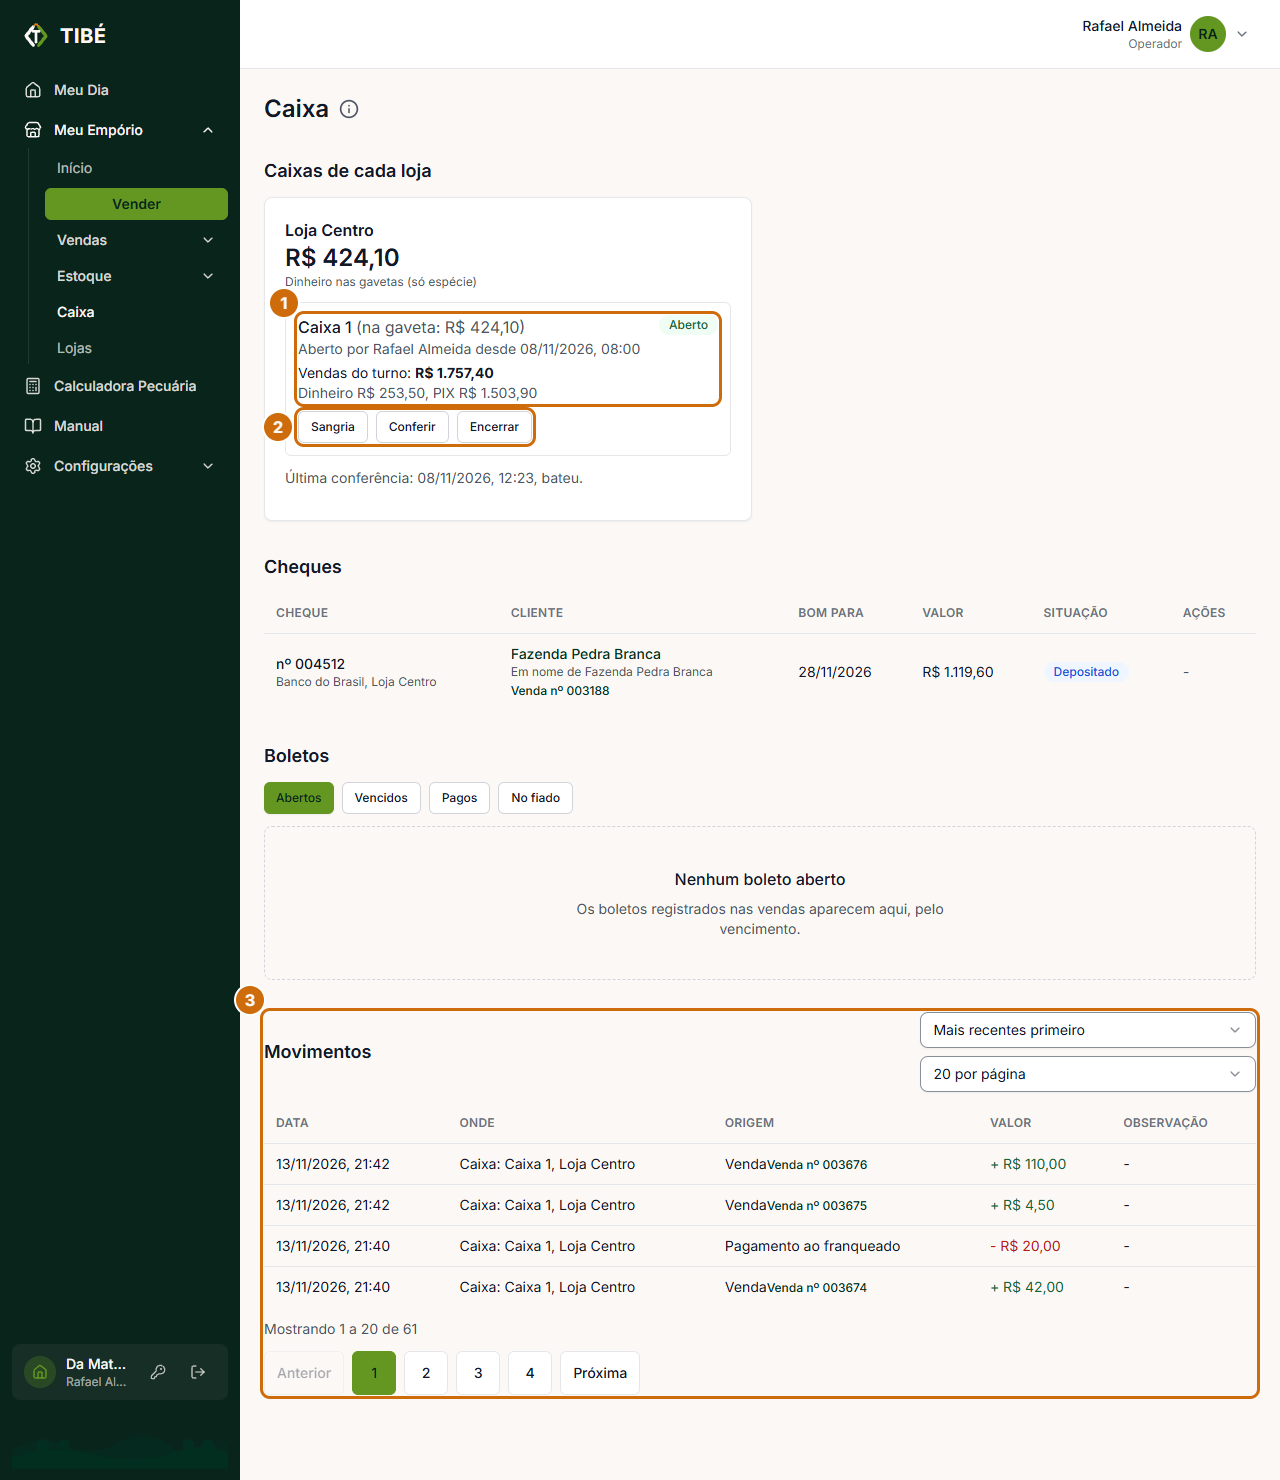 TIBÉ
Meu Dia
Meu Empório
Início
Vender
Vendas
Estoque
Caixa
Lojas
Calculadora Pecuária
Manual
Configurações
Da Mat...
Rafael Al...
Rafael Almeida
Operador
RA
Caixa
Caixas de cada loja
Loja Centro
R$ 424,10
Dinheiro nas gavetas (só espécie)
1
Caixa 1 (na gaveta: R$ 424,10)
Aberto
Aberto por Rafael Almeida desde 08/11/2026, 08:00
Vendas do turno: R$ 1.757,40
Dinheiro R$ 253,50, PIX R$ 1.503,90
2
Sangria Conferir Encerrar
Última conferência: 08/11/2026, 12:23, bateu.
Cheques
CHEQUE CLIENTE BOM PARA VALOR SITUAÇÃO AÇÕES
nº 004512
Banco do Brasil, Loja Centro
Fazenda Pedra Branca
Em nome de Fazenda Pedra Branca
Venda nº 003188
28/11/2026 R$ 1.119,60 Depositado -
Boletos
Abertos Vencidos Pagos No fiado
Nenhum boleto aberto
Os boletos registrados nas vendas aparecem aqui, pelo
vencimento.
3
Movimentos
Mais recentes primeiro
20 por página
DATA ONDE ORIGEM VALOR OBSERVAÇÃO
13/11/2026, 21:42 Caixa: Caixa 1, Loja Centro VendaVenda nº 003676 + R$ 110,00 -
13/11/2026, 21:42 Caixa: Caixa 1, Loja Centro VendaVenda nº 003675 + R$ 4,50 -
13/11/2026, 21:40 Caixa: Caixa 1, Loja Centro Pagamento ao franqueado - R$ 20,00 -
13/11/2026, 21:40 Caixa: Caixa 1, Loja Centro VendaVenda nº 003674 + R$ 42,00 -
Mostrando 1 a 20 de 61
Anterior 1 2 3 4 Próxima